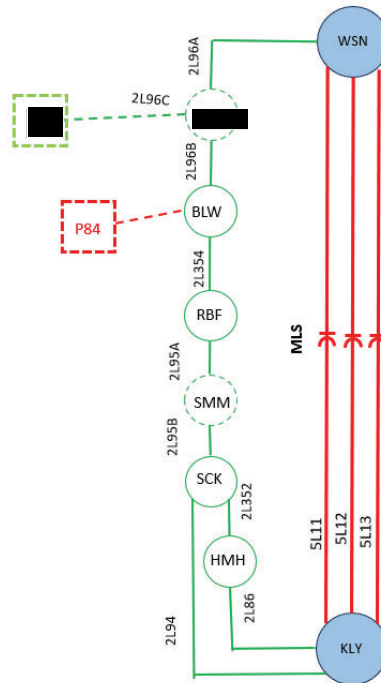 WSN
2L96A
2L96C
2L96B
BLW
P84
2L354
RBF
2L95A
MLS
SMM
2L95B
SCK
2L352
5L11
5L12
5L13
HMH
2L86
2L94
KLY